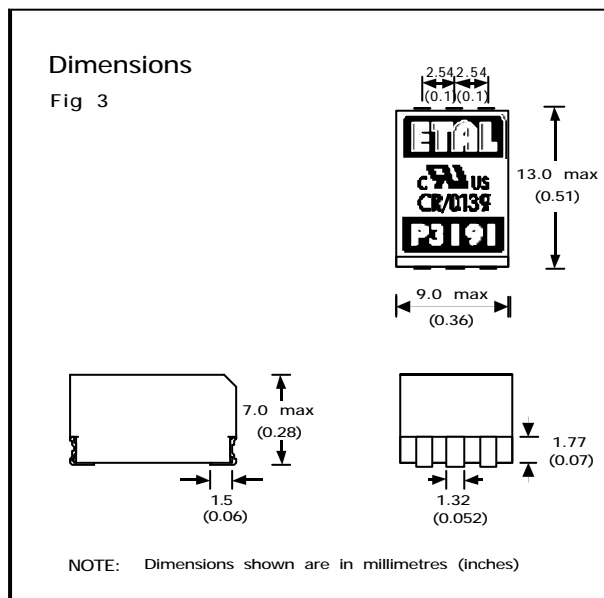 Dimensions
Fig 3
2.54 2.54
(0.1) (0.1)
ETAL
C US
CR/0139
P3191
13.0 max
(0.51)
9.0 max
(0.36)
7.0 max
(0.28)
1.5
(0.06)
1.77
(0.07)
1.32
(0.052)
NOTE: Dimensions shown are in millimetres (inches)